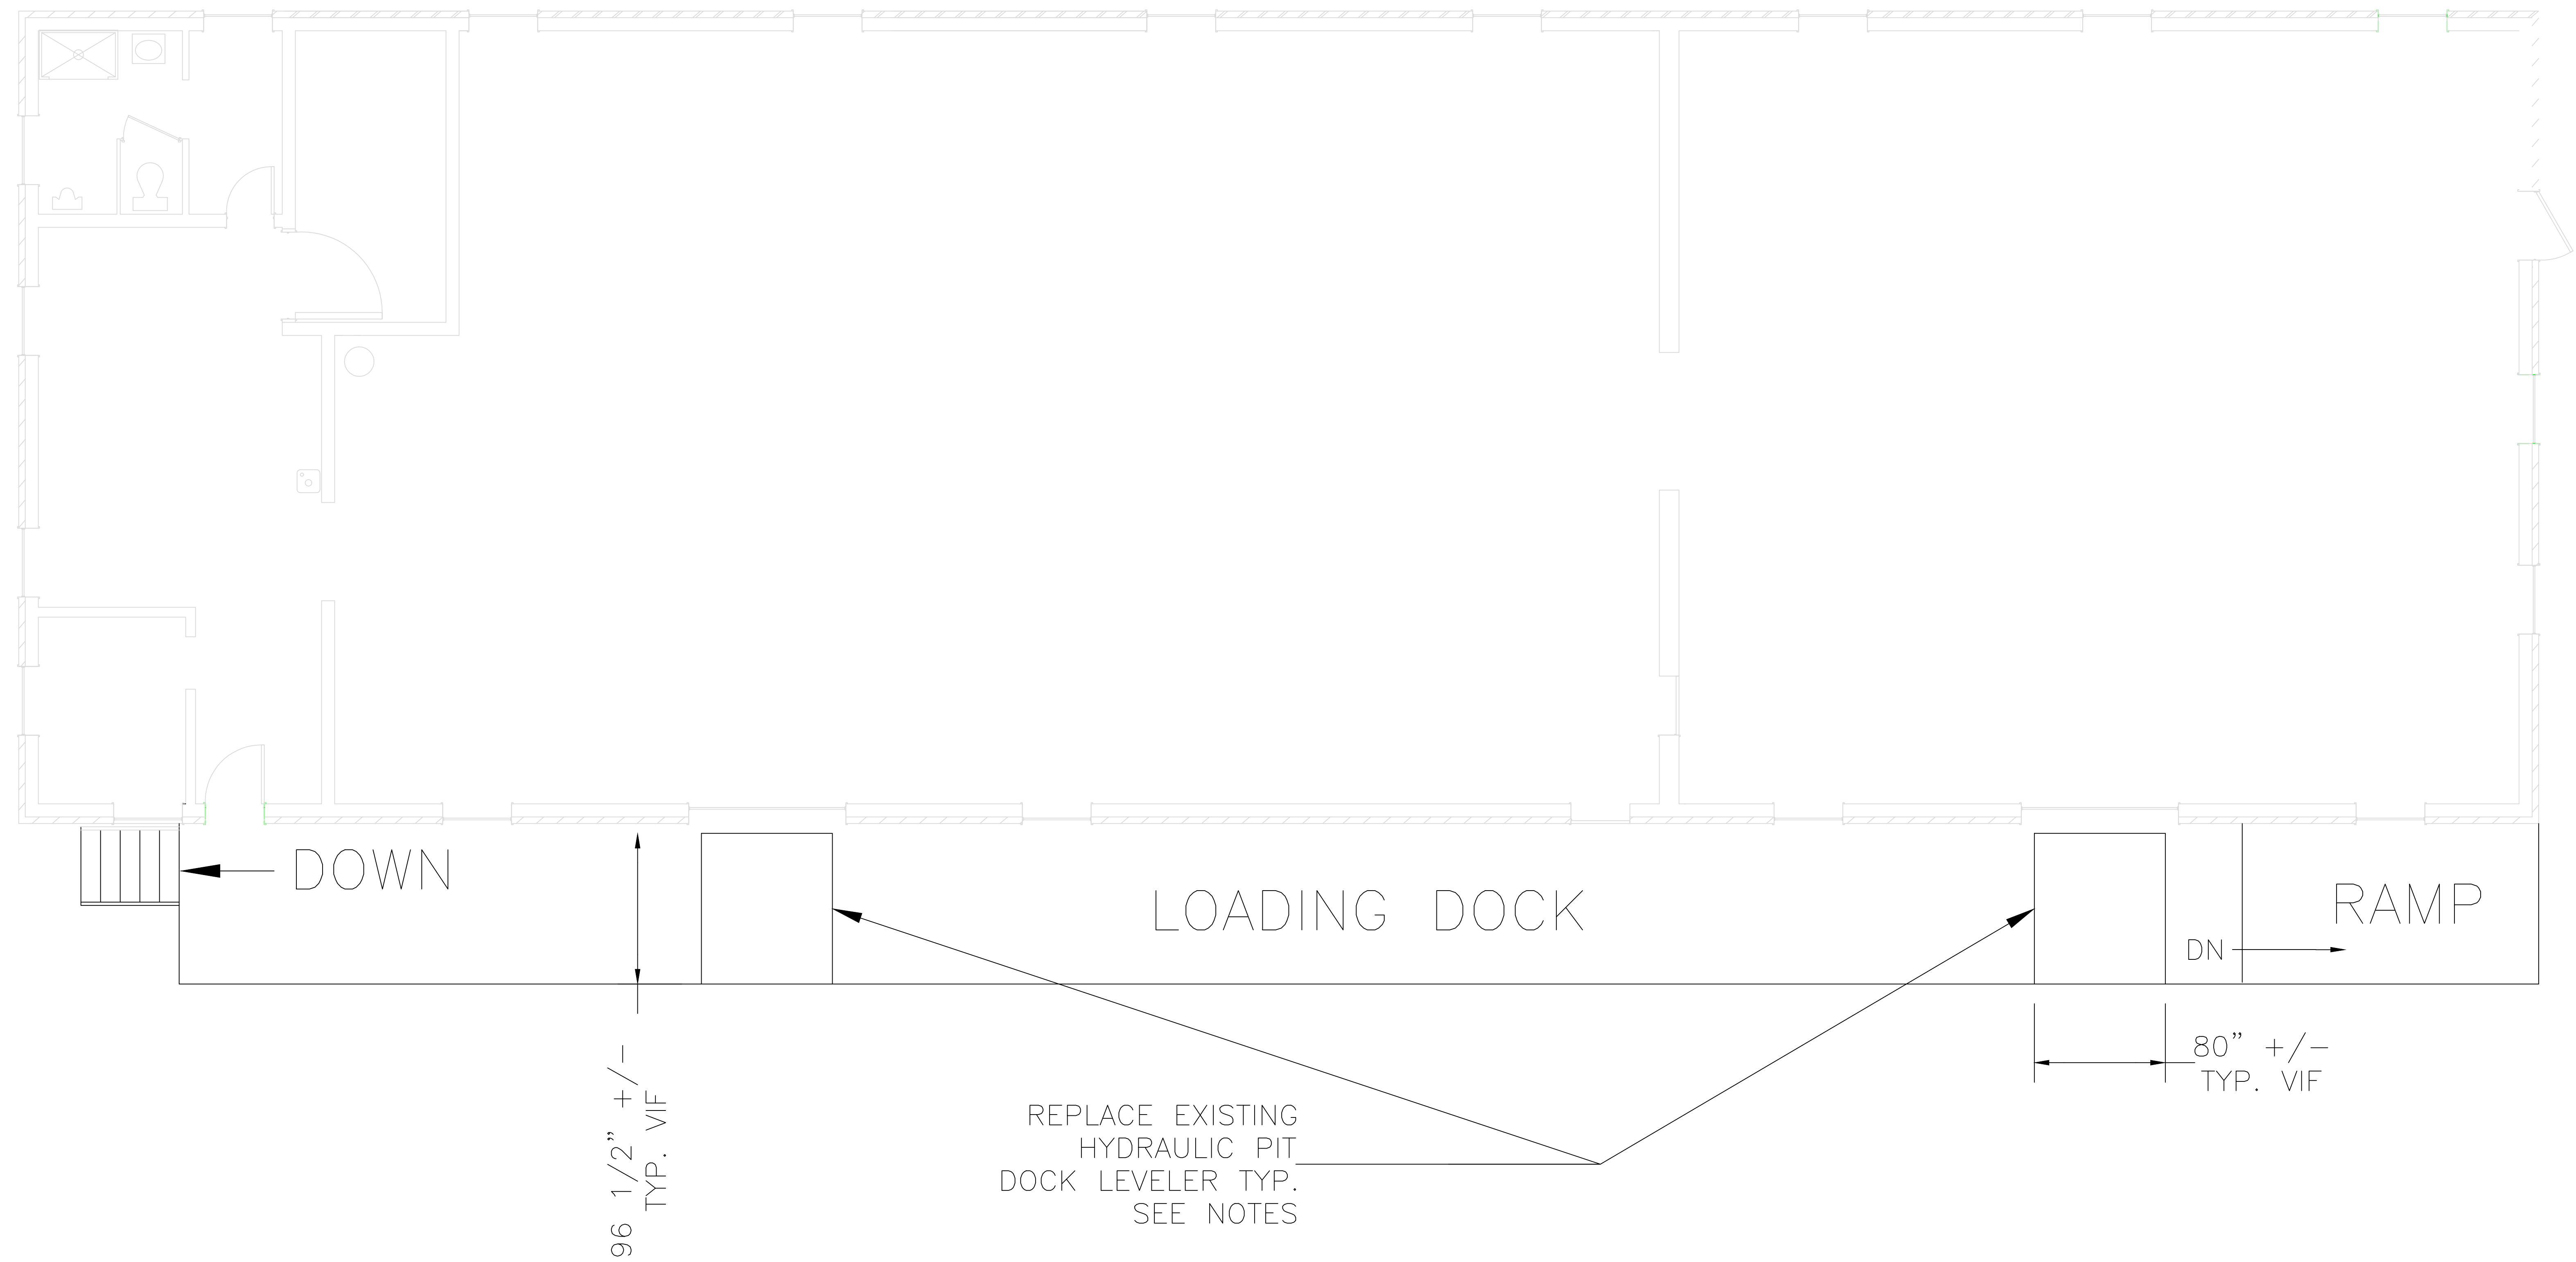 DOWN
LOADING DOCK
RAMP
DN
80" +/-
TYP. VIF
96 1/2" +/-
TYP. VIF
REPLACE EXISTING
HYDRAULIC PIT
DOCK LEVELER TYP.
SEE NOTES